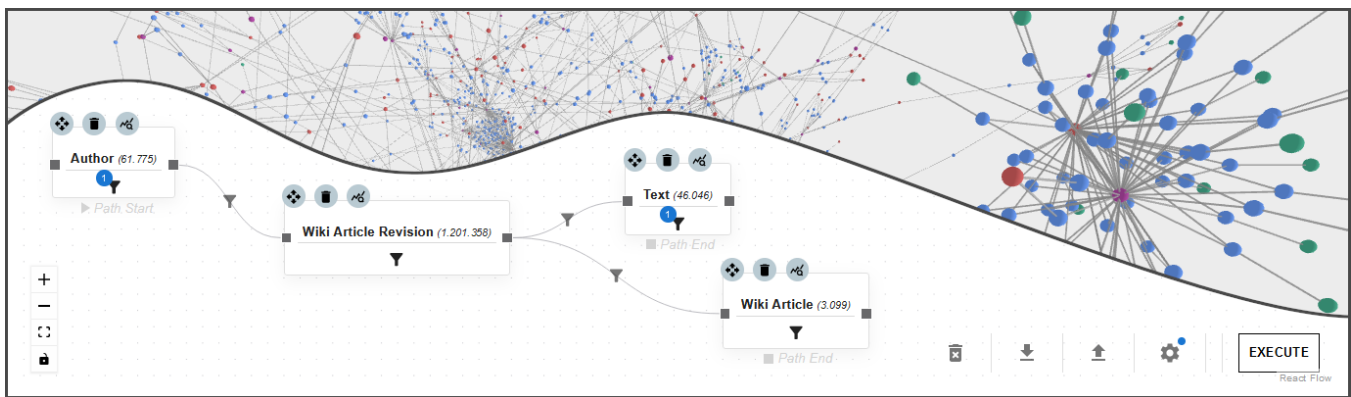 Author (61.775)
1
Path Start
Wiki Article Revision (1.201.358)
Text (46.046)
1
Path End
Wiki Article (3.099)
Path End
EXECUTE
React Flow